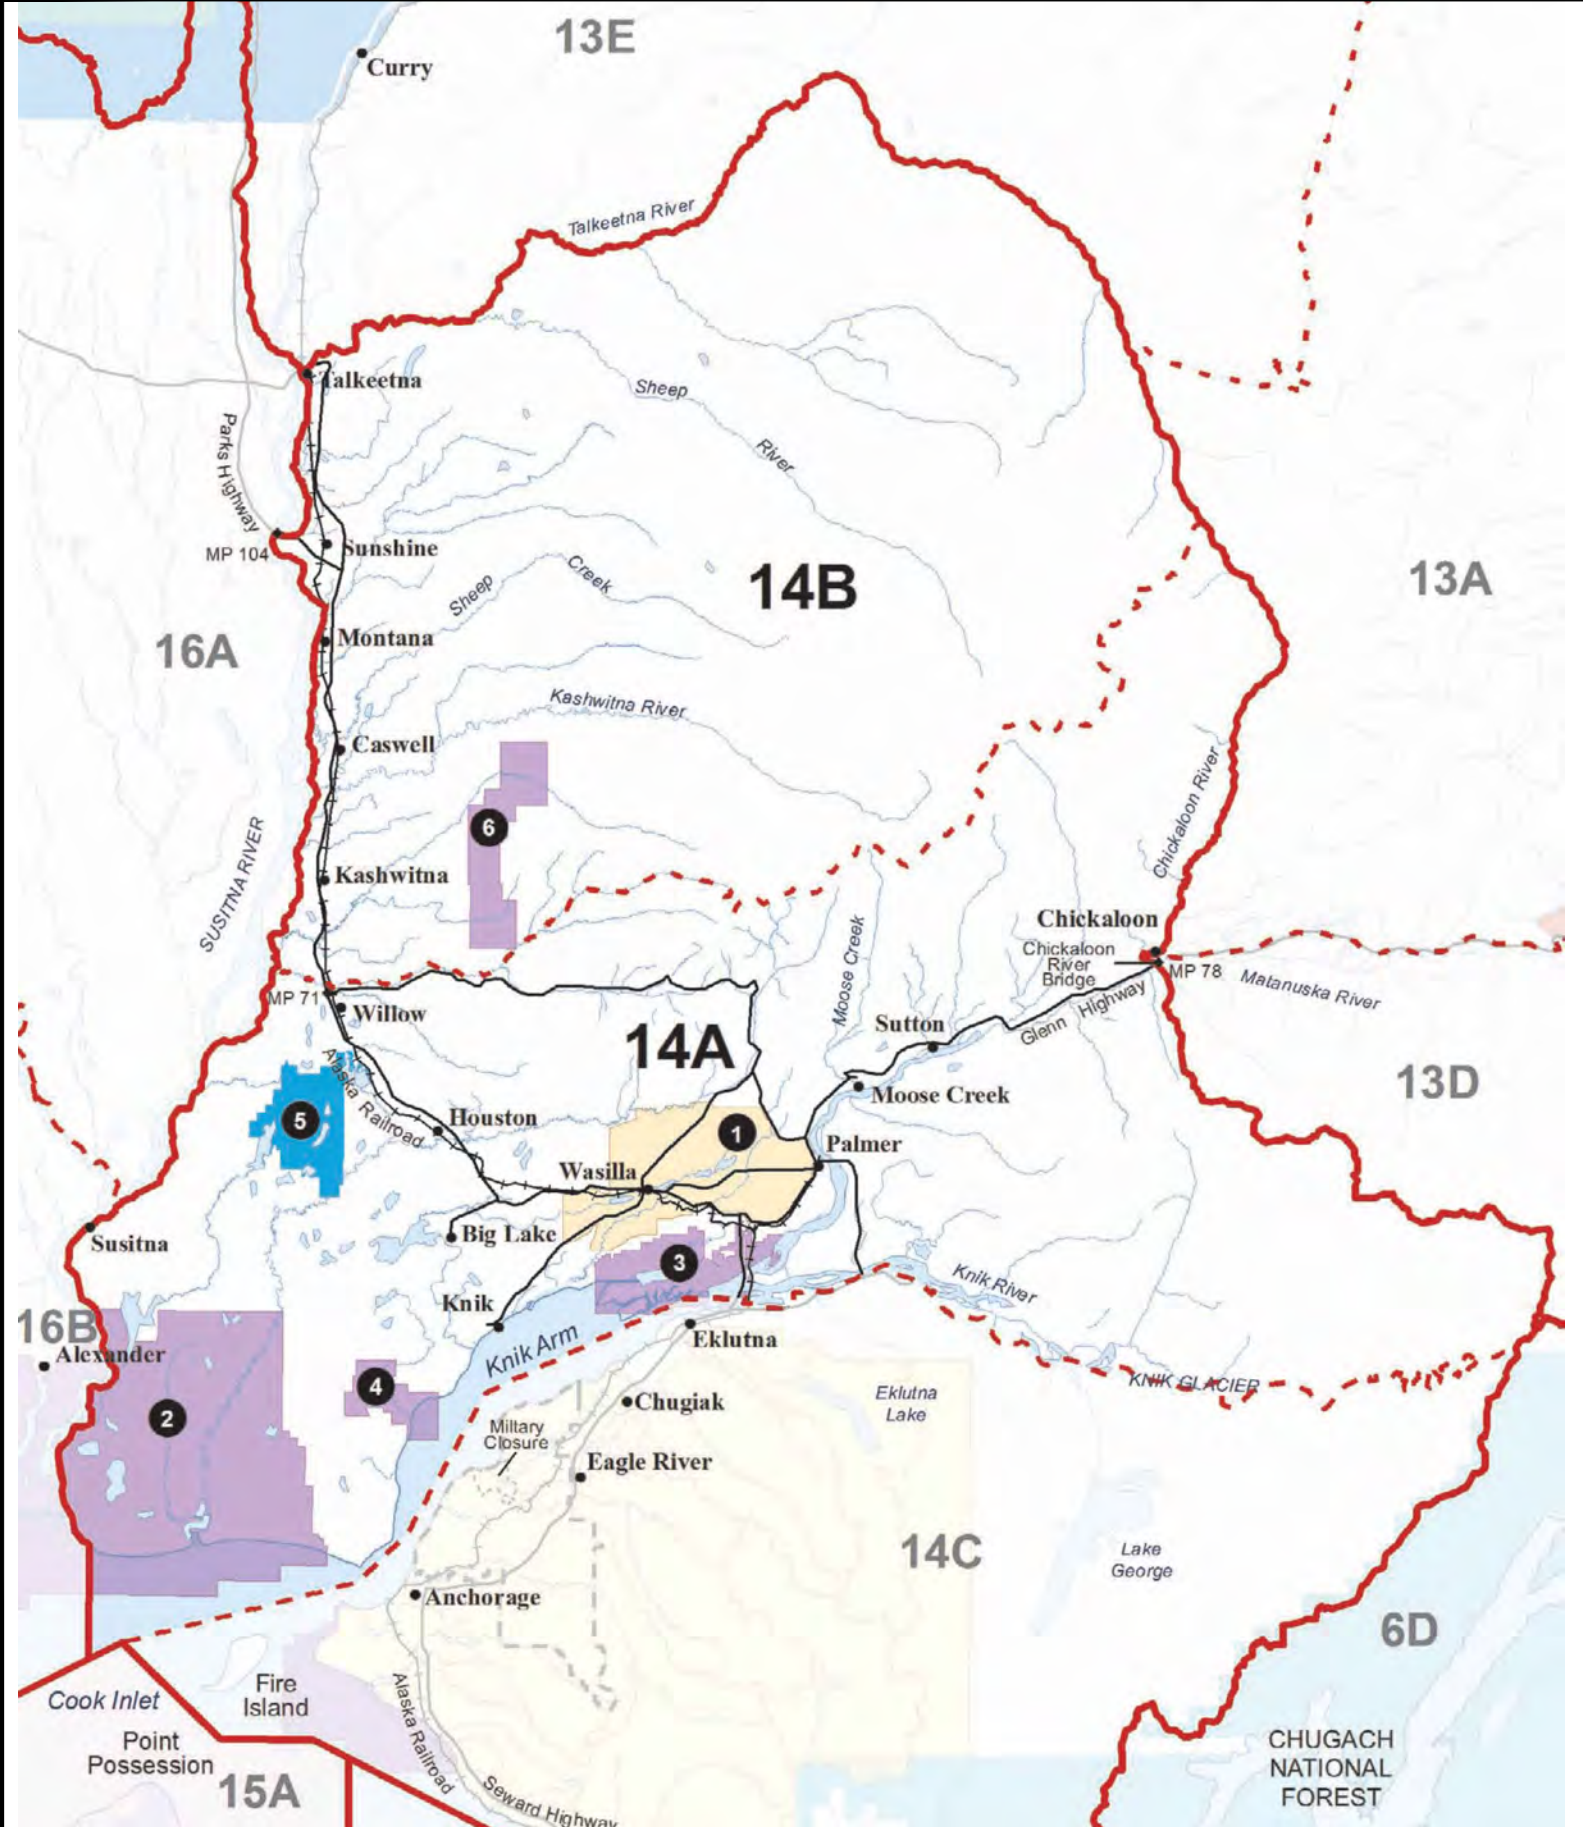 13E
Curry
Talkeetna River
Talkeetna
Sheep
River
Parks Highway
MP 104
Sunshine
Sheep
Creek
14B
13A
16A
Montana
Kashwitna River
Caswell
Chickaloon River
6
SUSITNA RIVER
Kashwitna
Chickaloon
Chickaloon
River
Bridge
MP 78
Matanuska River
Moose Creek
MP 71
Willow
Sutton
Glenn Highway
14A
13D
Alaska Railroad
Moose Creek
5
Houston
1
Palmer
Wasilla
Susitna
Big Lake
3
Knik River
Knik
16B
Eklutna
Knik Arm
Alexander
4
KNIK GLACIER
2
Chugiak
Eklutna
Lake
Miltary
Closure
Eagle River
14C
Lake
George
Anchorage
6D
Cook Inlet
Fire
Island
Alaska Railroad
Point
Possession
CHUGACH
NATIONAL
FOREST
15A
Seward Highway